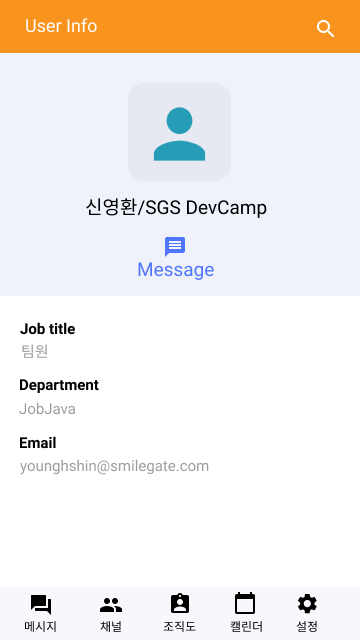 User Info
신영환/SGS DevCamp
Message
Job title
팀원
Department
JobJava
Email
younghshin@smilegate.com
메시지 채널 조직도 캘린더 설정